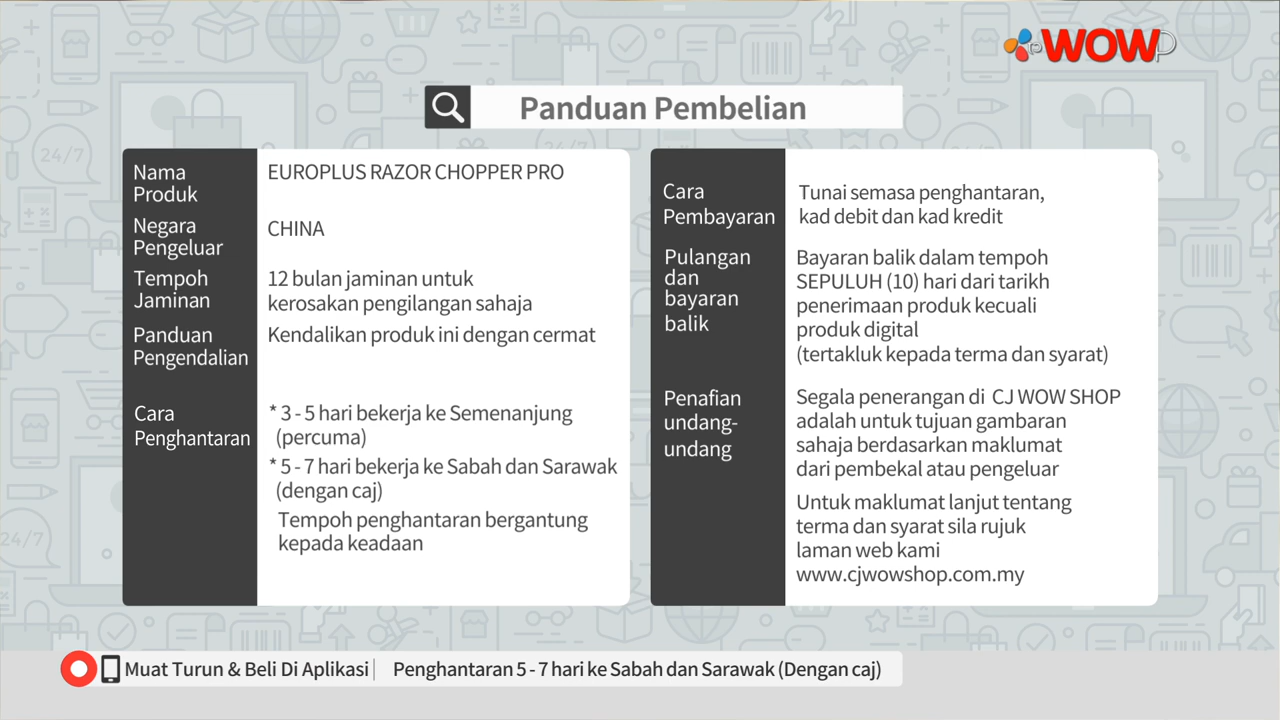 WOW
Panduan Pembelian
Nama
Produk
EUROPLUS RAZOR CHOPPER PRO
Negara
Pengeluar
CHINA
Tempoh
Jaminan
12 bulan jaminan untuk
kerosakan pengilangan sahaja
Panduan
Pengendalian
Kendalikan produk ini dengan cermat
Cara
Penghantaran
* 3 - 5 hari bekerja ke Semenanjung
(percuma)
* 5 - 7 hari bekerja ke Sabah dan Sarawak
(dengan caj)
Tempoh penghantaran bergantung
kepada keadaan
Cara
Pembayaran
Tunai semasa penghantaran,
kad debit dan kad kredit
Pulangan
dan
bayaran
balik
Bayaran balik dalam tempoh
SEPULUH (10) hari dari tarikh
penerimaan produk kecuali
produk digital
(tertakluk kepada terma dan syarat)
Penafian
undang-
undang
Segala penerangan di CJ WOW SHOP
adalah untuk tujuan gambaran
sahaja berdasarkan maklumat
dari pembekal atau pengeluar
Untuk maklumat lanjut tentang
terma dan syarat sila rujuk
laman web kami
www.cjwowshop.com.my
24/7
24/7
Muat Turun & Beli Di Aplikasi | Penghantaran 5 - 7 hari ke Sabah dan Sarawak (Dengan caj)